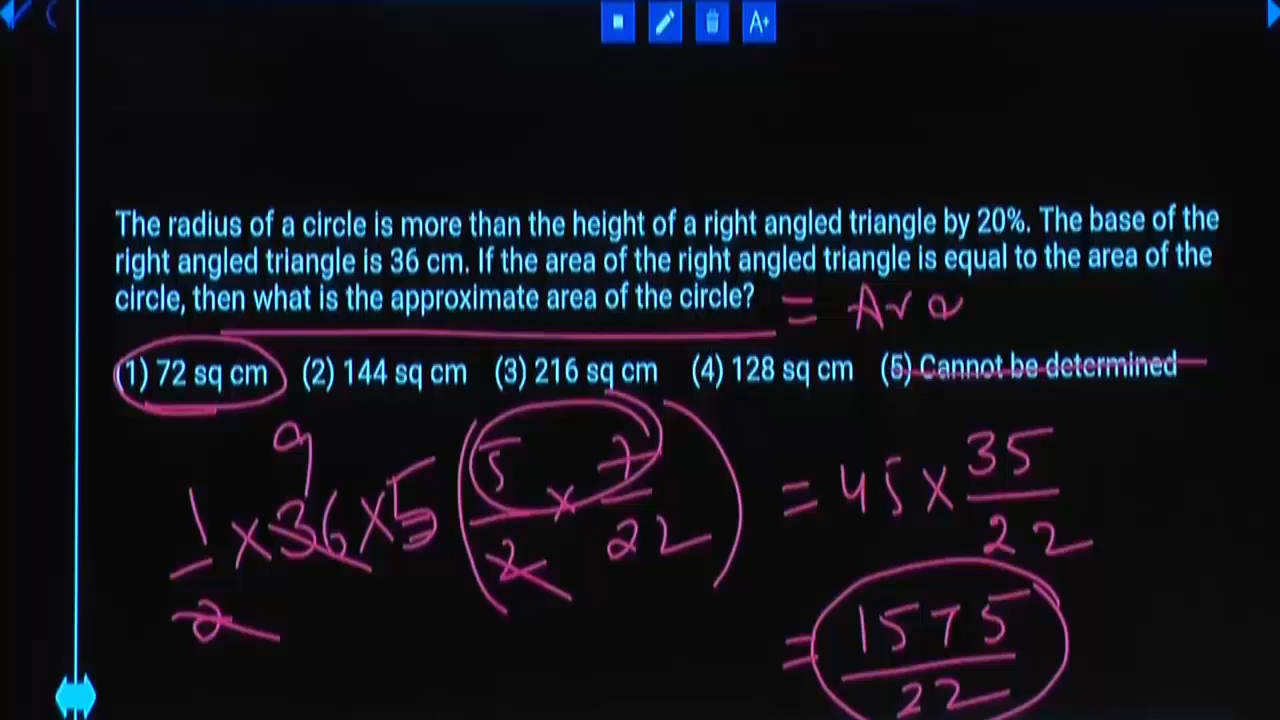 A+
The radius of a circle is more than the height of a right angled triangle by 20%. The base of the
right angled triangle is 36 cm. If the area of the right angled triangle is equal to the area of the
circle, then what is the approximate area of the circle?
= Ara
(1) 72 sq cm (2) 144 sq cm (3) 216 sq cm (4) 128 sq cm (5) Cannot be determined
9
1/2 × 36 × 5 (5/2 × 7/22) = 45 × 35/22
= 1575/22